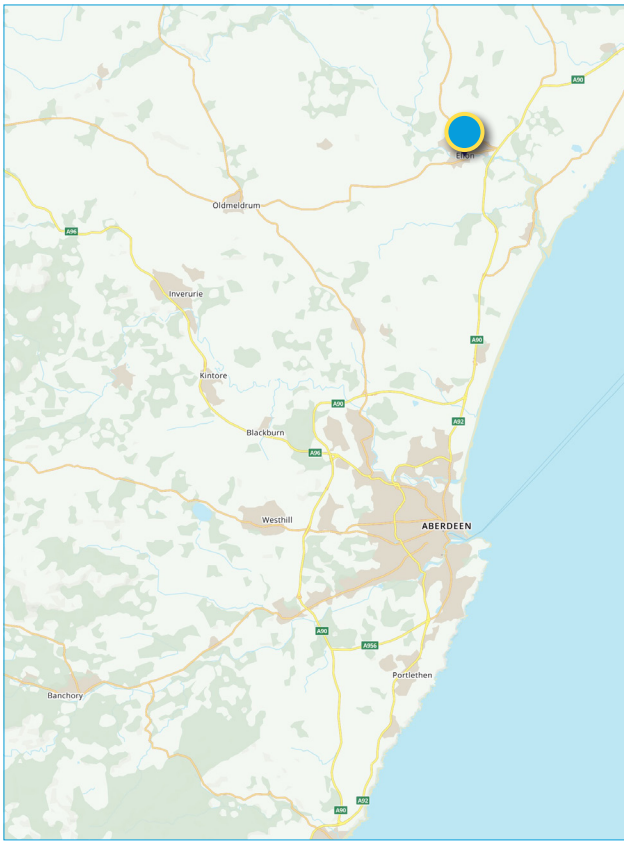 A90
Ellon
Oldmeldrum
A96
Inverurie
A90
Kintore
A90
A92
Blackburn
A96
Westhill
ABERDEEN
A90
A956
Portlethen
Banchory
A92
A90